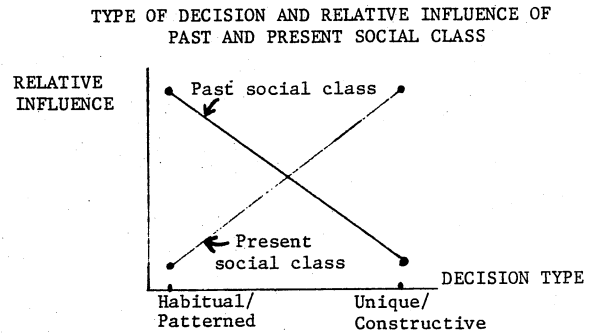 TYPE OF DECISION AND RELATIVE INFLUENCE OF
PAST AND PRESENT SOCIAL CLASS
RELATIVE
INFLUENCE
Past social class
Present
social class
DECISION TYPE
Habitual/
Patterned
Unique/
Constructive